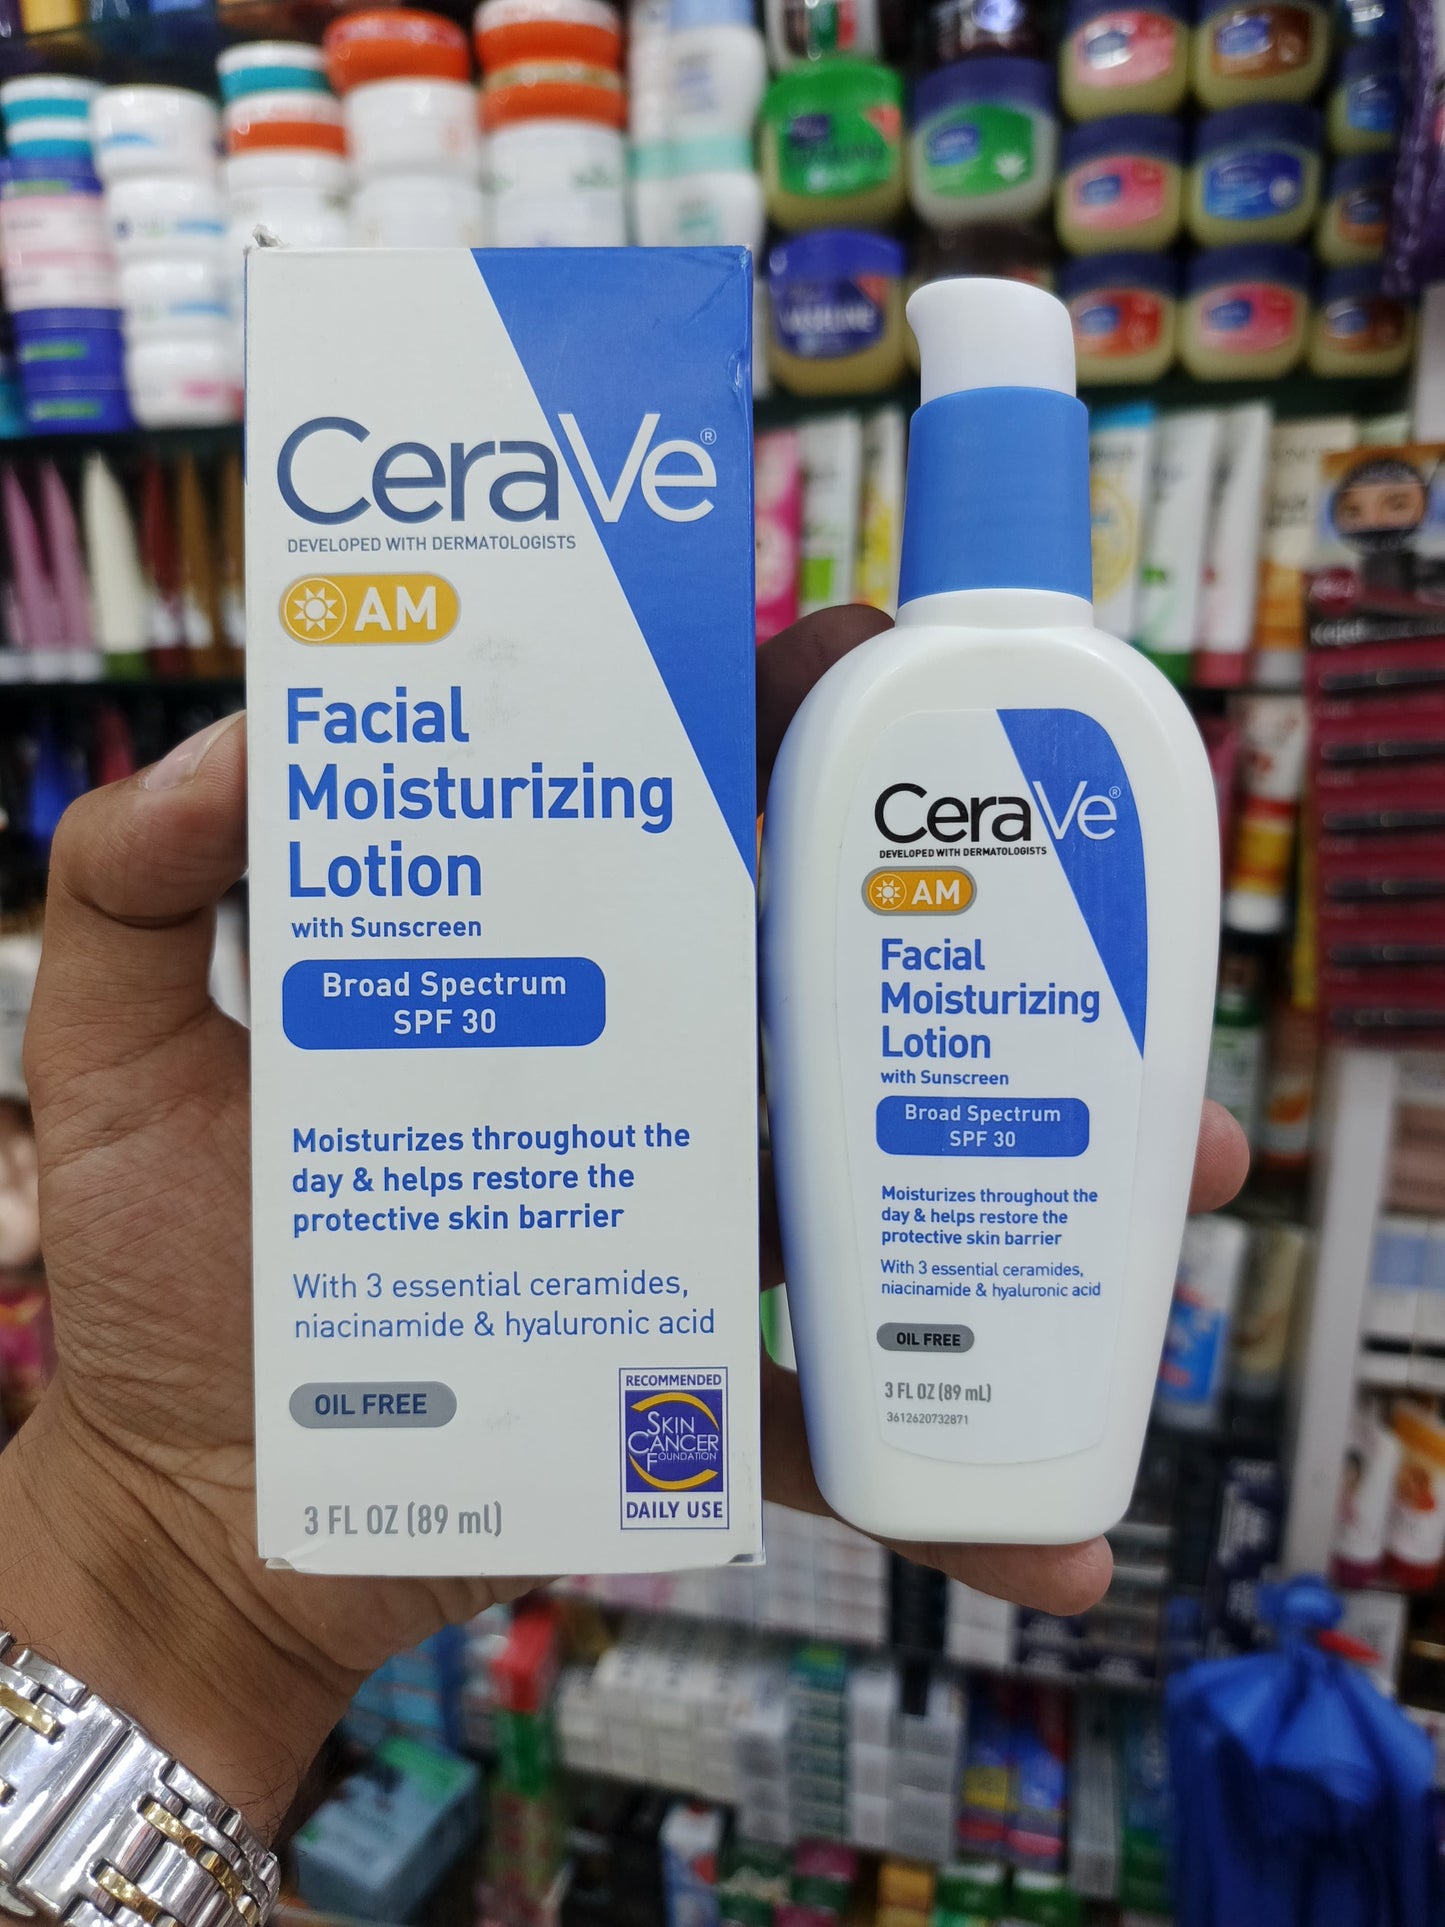 CeraVe®
DEVELOPED WITH DERMATOLOGISTS
AM
Facial
Moisturizing
Lotion
with Sunscreen
Broad Spectrum
SPF 30
Moisturizes throughout the
day & helps restore the
protective skin barrier
With 3 essential ceramides,
niacinamide & hyaluronic acid
OIL FREE
3 FL OZ (89 ml)
RECOMMENDED
SKIN
CANCER
FOUNDATION
DAILY USE
CeraVe®
DEVELOPED WITH DERMATOLOGISTS
AM
Facial
Moisturizing
Lotion
with Sunscreen
Broad Spectrum
SPF 30
Moisturizes throughout the
day & helps restore the
protective skin barrier
With 3 essential ceramides,
niacinamide & hyaluronic acid
OIL FREE
3 FL OZ (89 mL)
3612620732871